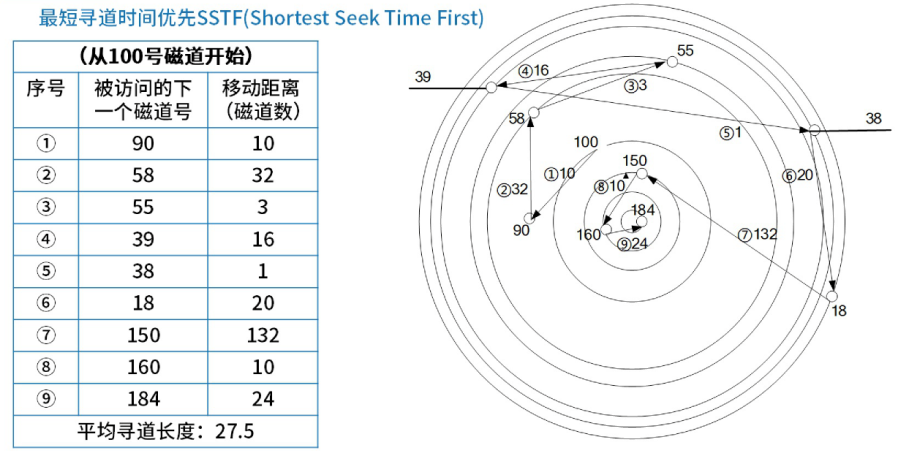 最短寻道时间优先SSTF(Shortest Seek Time First)
（从100号磁道开始）
序号 被访问的下一个磁道号 移动距离（磁道数）
① 90 10
② 58 32
③ 55 3
④ 39 16
⑤ 38 1
⑥ 18 20
⑦ 150 132
⑧ 160 10
⑨ 184 24
平均寻道长度：27.5
55
39
④16
③3
58
38
100
⑤1
150
①10
⑥20
②32
⑧10
184
90
160
⑦132
⑨24
18